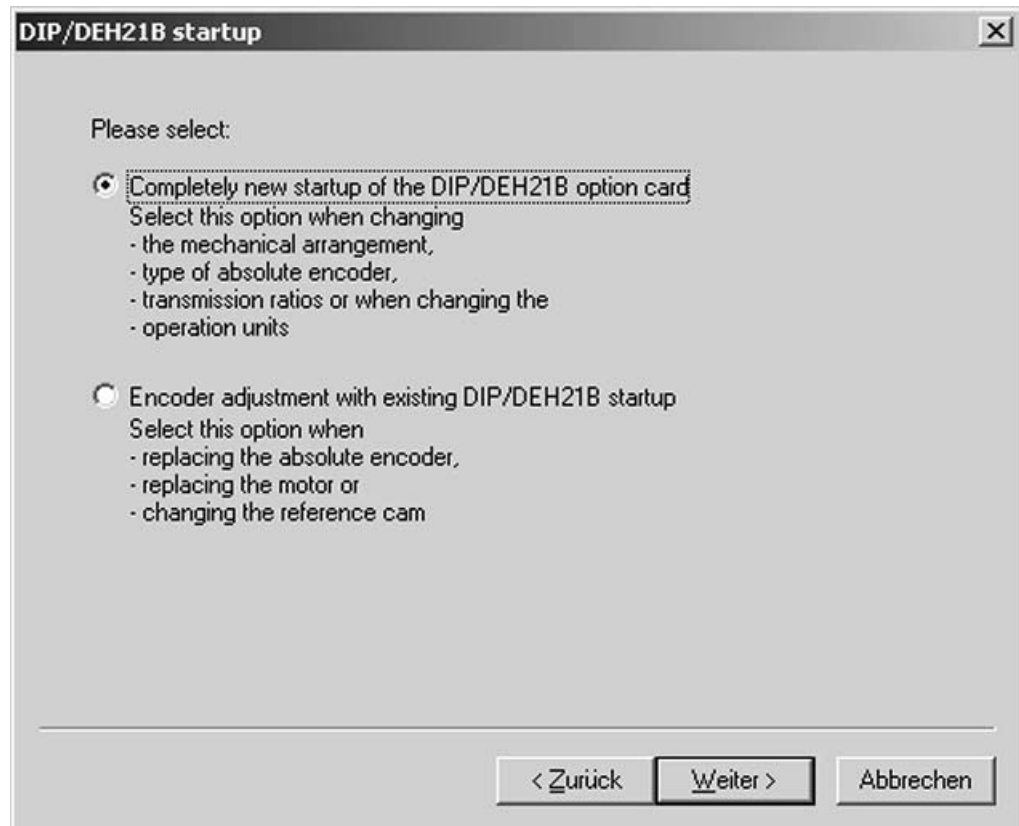 DIP/DEH21B startup
Please select:
Completely new startup of the DIP/DEH21B option card
Select this option when changing
- the mechanical arrangement,
- type of absolute encoder,
- transmission ratios or when changing the
- operation units
Encoder adjustment with existing DIP/DEH21B startup
Select this option when
- replacing the absolute encoder,
- replacing the motor or
- changing the reference cam
< Zurück Weiter > Abbrechen